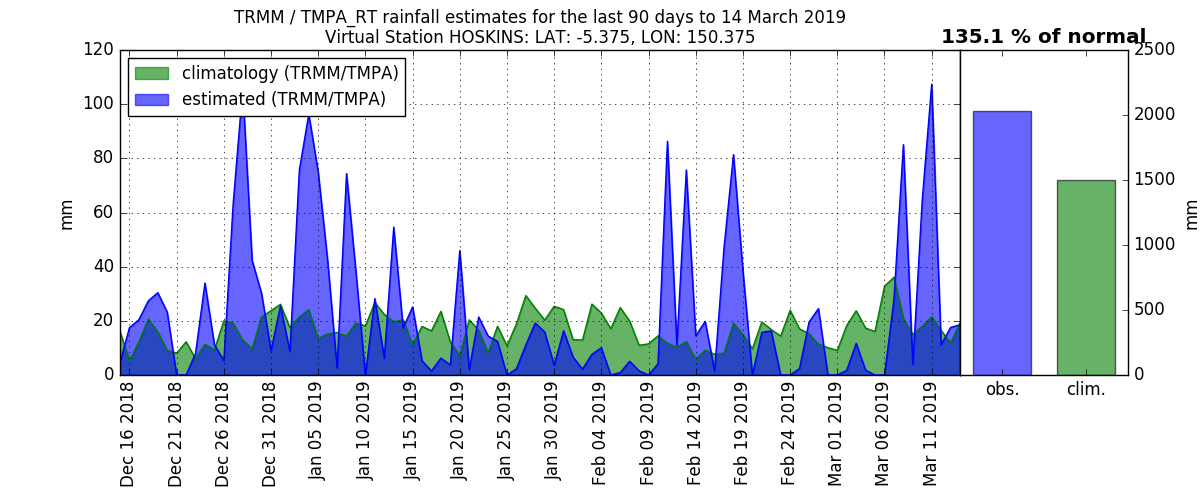 TRMM / TMPA_RT rainfall estimates for the last 90 days to 14 March 2019
Virtual Station HOSKINS: LAT: -5.375, LON: 150.375
135.1 % of normal
climatology (TRMM/TMPA)
estimated (TRMM/TMPA)
mm
120
100
80
60
40
20
0
Dec 16 2018
Dec 21 2018
Dec 26 2018
Dec 31 2018
Jan 05 2019
Jan 10 2019
Jan 15 2019
Jan 20 2019
Jan 25 2019
Jan 30 2019
Feb 04 2019
Feb 09 2019
Feb 14 2019
Feb 19 2019
Feb 24 2019
Mar 01 2019
Mar 06 2019
Mar 11 2019
obs.
clim.
2500
2000
1500
1000
500
0
mm